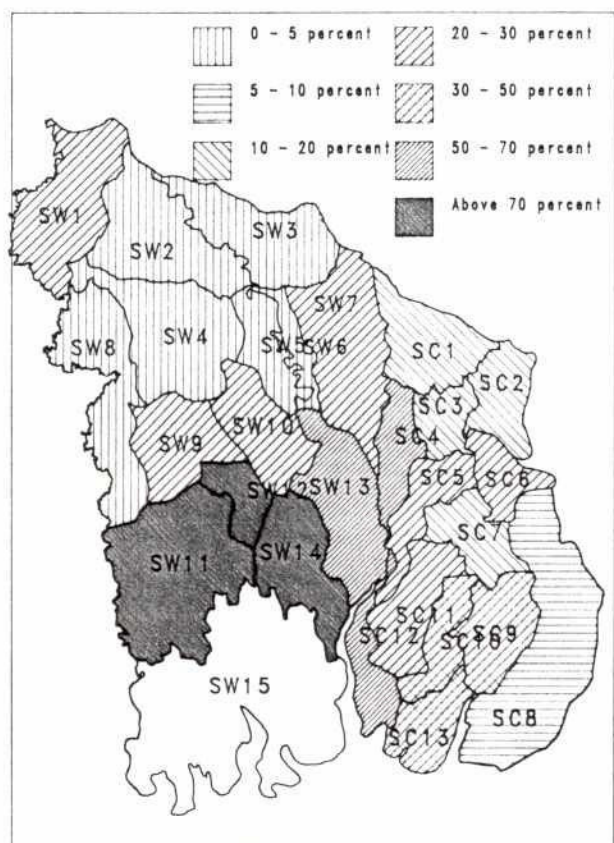 0 - 5 percent
20 - 30 percent
5 - 10 percent
30 - 50 percent
10 - 20 percent
50 - 70 percent
Above 70 percent
SW1
SW2
SW3
SW7
SW8
SW4
SW5
SW6
SC1
SC2
SC3
SC4
SW9
SW10
SC5
SC6
SW12
SW13
SC7
SW11
SW14
SC11
SC12
SC10
SC9
SW15
SC8
SC13